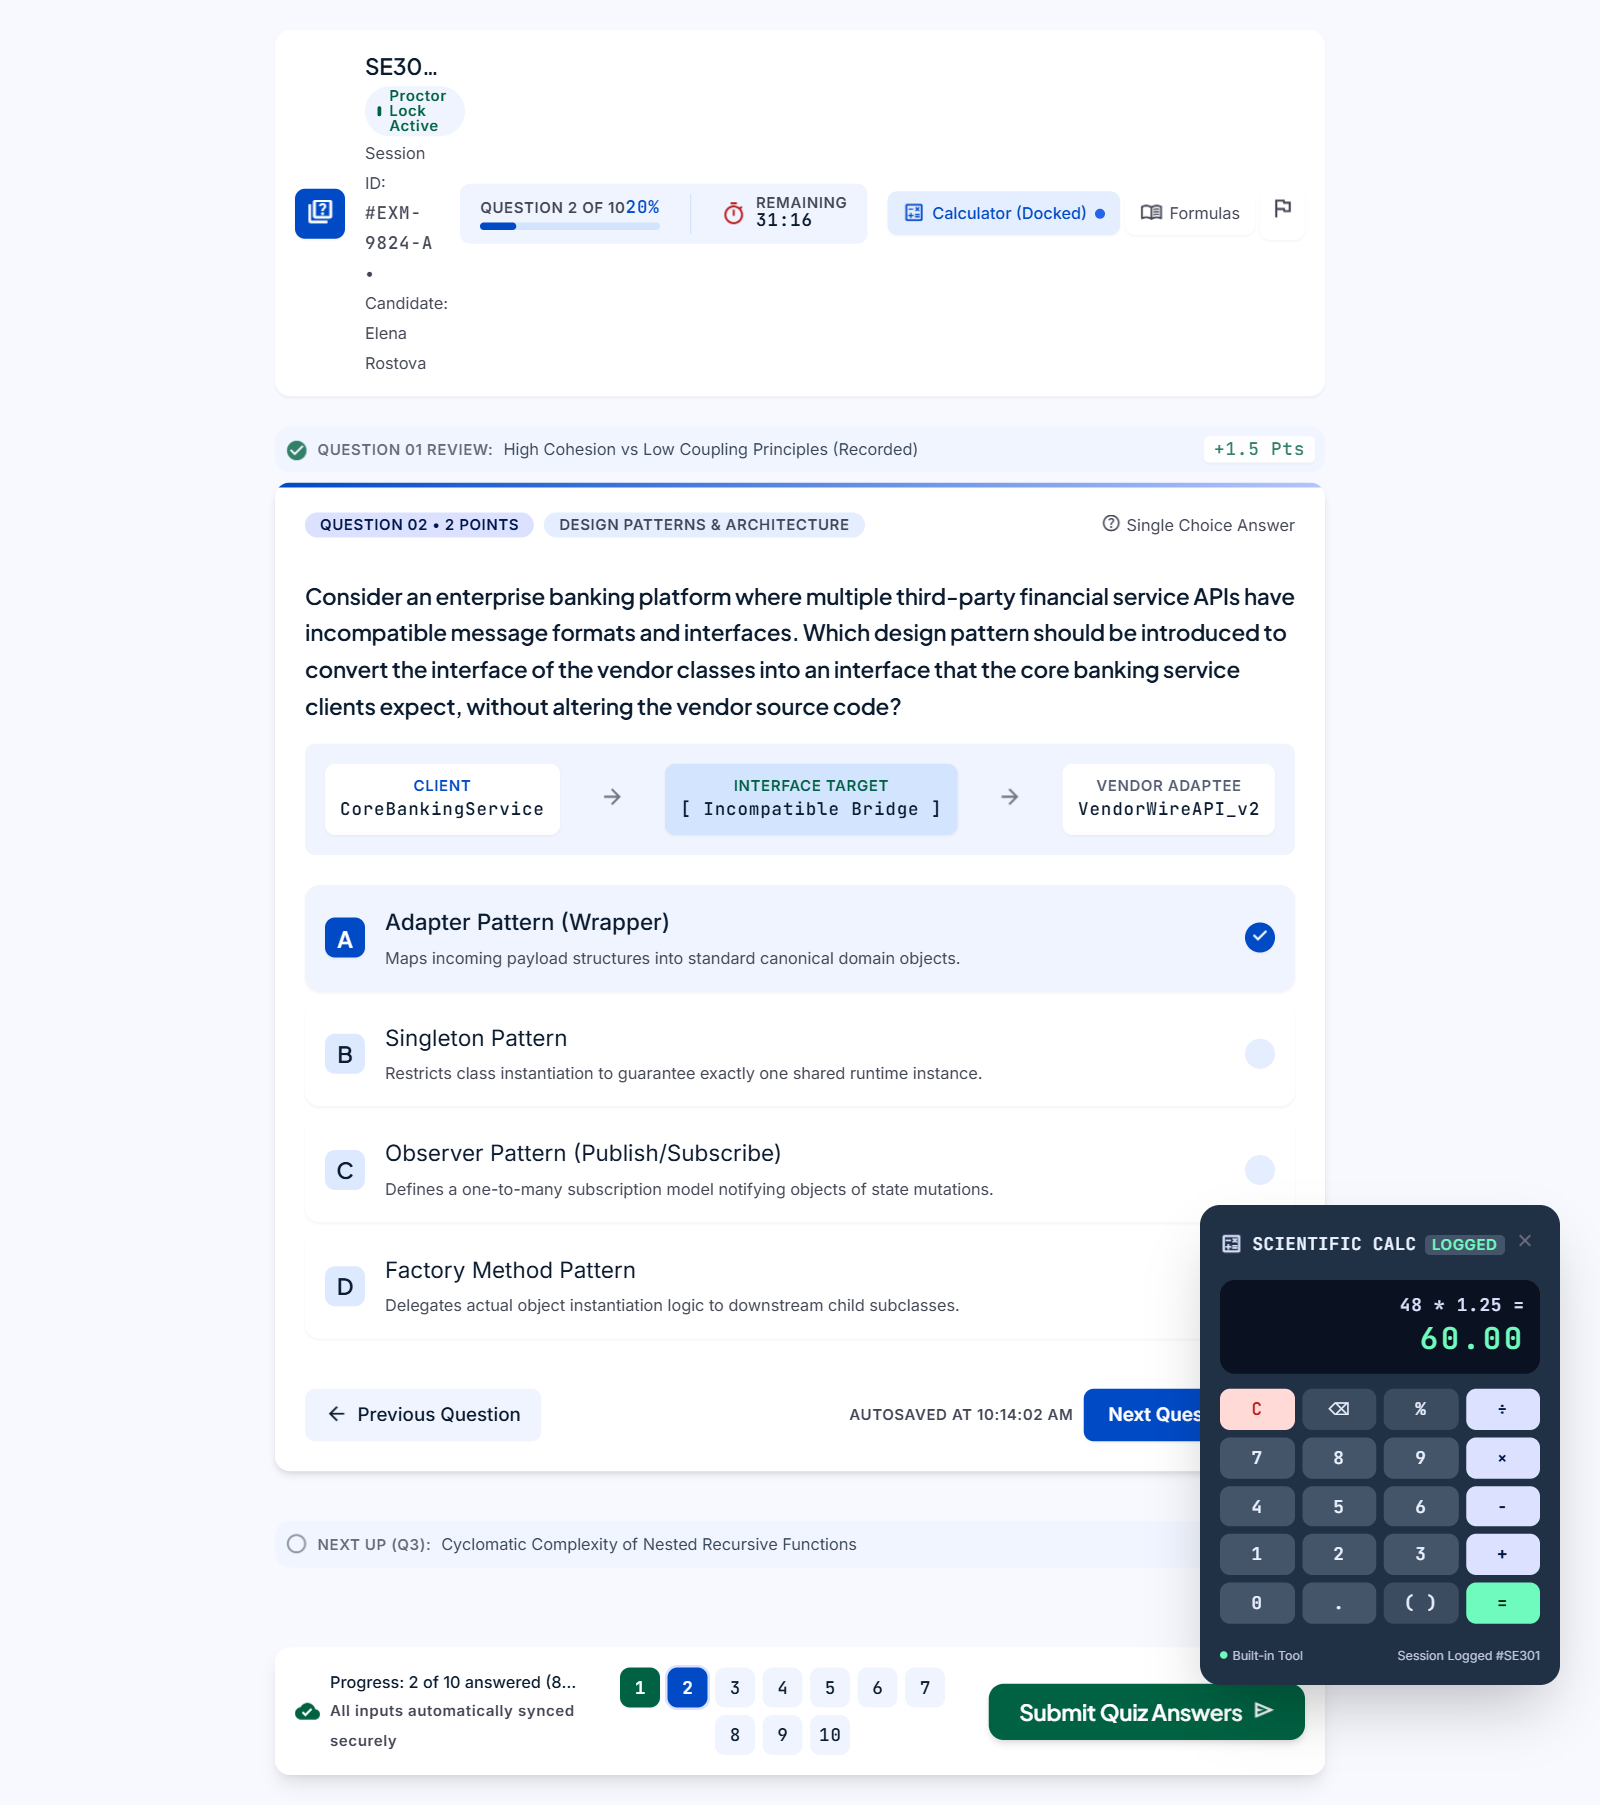 SE30...
Proctor
Lock
Active
Session
ID:
#EXM-
9824-A
•
Candidate:
Elena
Rostova
QUESTION 2 OF 10 20%
REMAINING
31:16
Calculator (Docked)
Formulas
QUESTION 01 REVIEW: High Cohesion vs Low Coupling Principles (Recorded)
+1.5 Pts
QUESTION 02 • 2 POINTS
DESIGN PATTERNS & ARCHITECTURE
Single Choice Answer
Consider an enterprise banking platform where multiple third-party financial service APIs have
incompatible message formats and interfaces. Which design pattern should be introduced to
convert the interface of the vendor classes into an interface that the core banking service
clients expect, without altering the vendor source code?
CLIENT
CoreBankingService
INTERFACE TARGET
[ Incompatible Bridge ]
VENDOR ADAPTEE
VendorWireAPI_v2
A
Adapter Pattern (Wrapper)
Maps incoming payload structures into standard canonical domain objects.
B
Singleton Pattern
Restricts class instantiation to guarantee exactly one shared runtime instance.
C
Observer Pattern (Publish/Subscribe)
Defines a one-to-many subscription model notifying objects of state mutations.
D
Factory Method Pattern
Delegates actual object instantiation logic to downstream child subclasses.
Previous Question
AUTOSAVED AT 10:14:02 AM
Next Ques
SCIENTIFIC CALC LOGGED
48 * 1.25 =
60.00
C ⌫ % ÷
7 8 9 ×
4 5 6 -
1 2 3 +
0 . ( ) =
Built-in Tool
Session Logged #SE301
NEXT UP (Q3): Cyclomatic Complexity of Nested Recursive Functions
Progress: 2 of 10 answered (8...
All inputs automatically synced
securely
1 2 3 4 5 6 7
8 9 10
Submit Quiz Answers